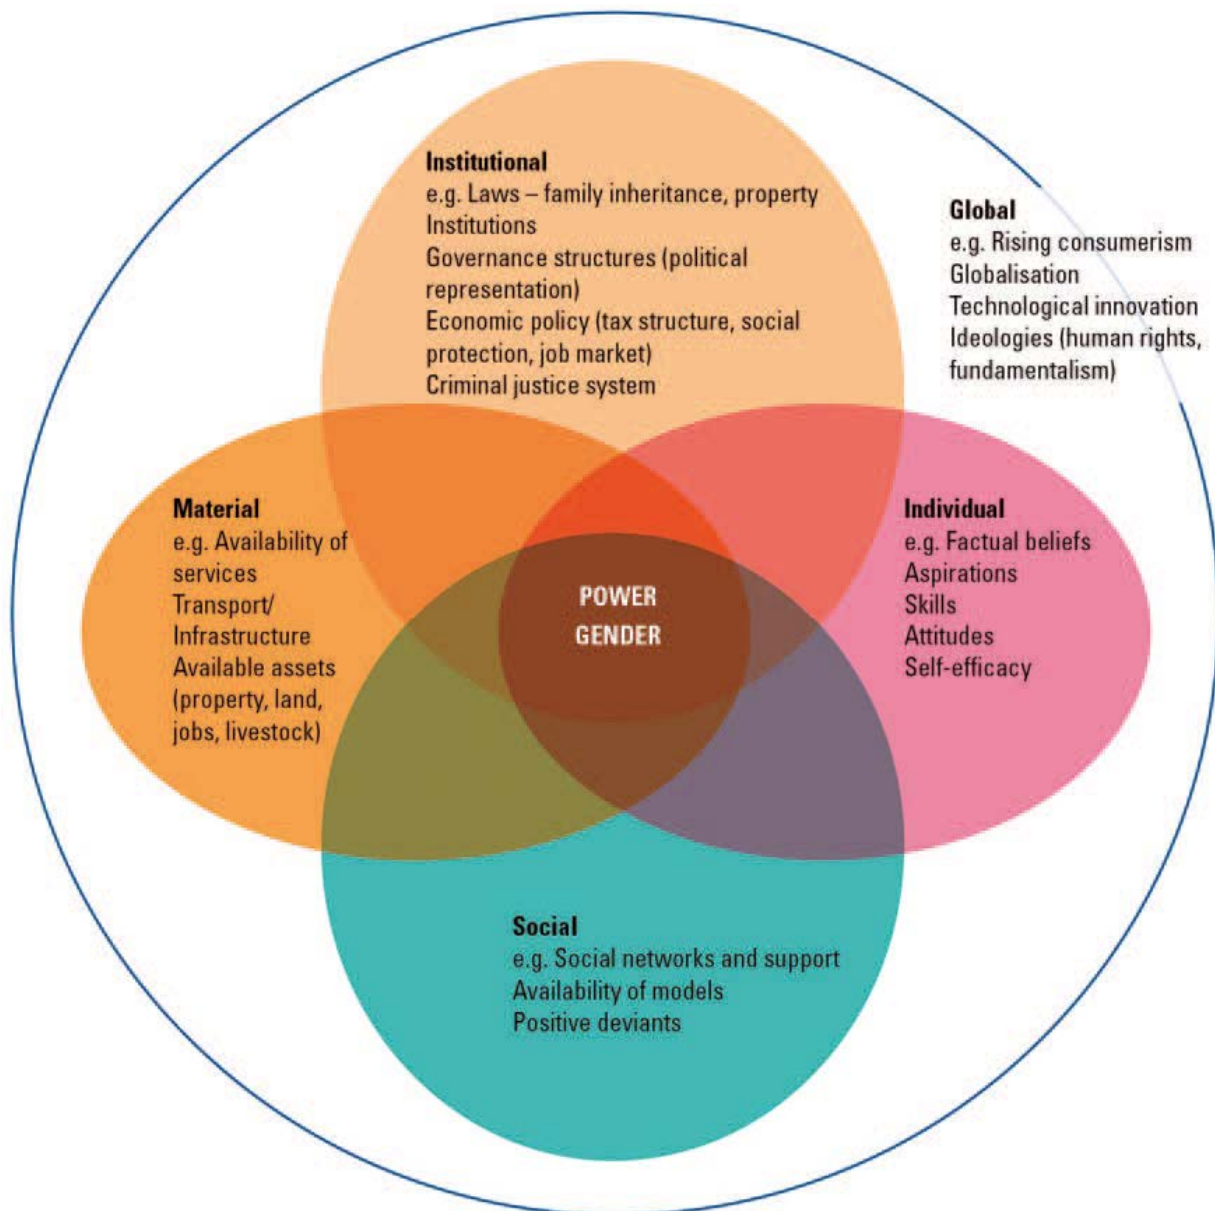 Institutional
e.g. Laws – family inheritance, property
Institutions
Governance structures (political
representation)
Economic policy (tax structure, social
protection, job market)
Criminal justice system
Global
e.g. Rising consumerism
Globalisation
Technological innovation
Ideologies (human rights,
fundamentalism)
Material
e.g. Availability of
services
Transport/
Infrastructure
Available assets
(property, land,
jobs, livestock)
POWER
GENDER
Individual
e.g. Factual beliefs
Aspirations
Skills
Attitudes
Self-efficacy
Social
e.g. Social networks and support
Availability of models
Positive deviants